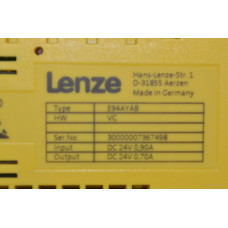 Lenze
Hans-Lenze-Str. 1
D-31855 Aerzen
Made in Germany
Type E94AYAB
HW VC
Ser.No. 30000007367498
Input DC 24V 0,90A
Output DC 24V 0,70A